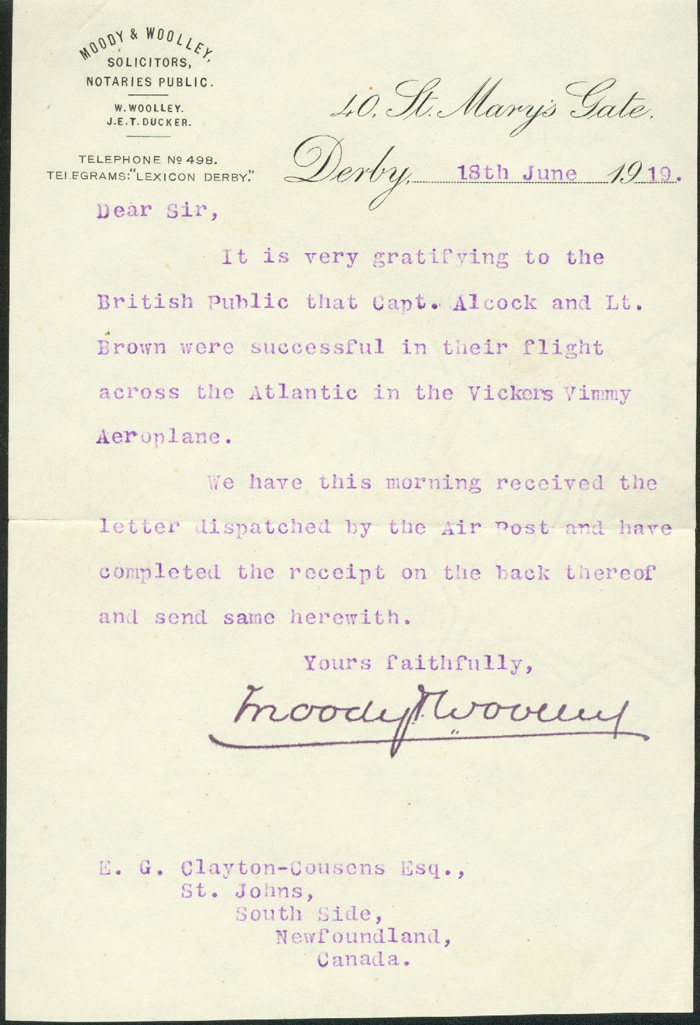 MOODY & WOOLLEY,
SOLICITORS,
NOTARIES PUBLIC.
W. WOOLLEY.
J.E.T. DUCKER.
TELEPHONE Nº 498.
TELEGRAMS: "LEXICON DERBY."
40, St. Mary's Gate.
Derby, 18th June 1919.
Dear Sir,
It is very gratifying to the
British Public that Capt. Alcock and Lt.
Brown were successful in their flight
across the Atlantic in the Vickers Vimmy
Aeroplane.
We have this morning received the
letter dispatched by the Air Post and have
completed the receipt on the back thereof
and send same herewith.
Yours faithfully,
Moody & Woolley
E. G. Clayton-Cousens Esq.,
St. Johns,
South Side,
Newfoundland,
Canada.